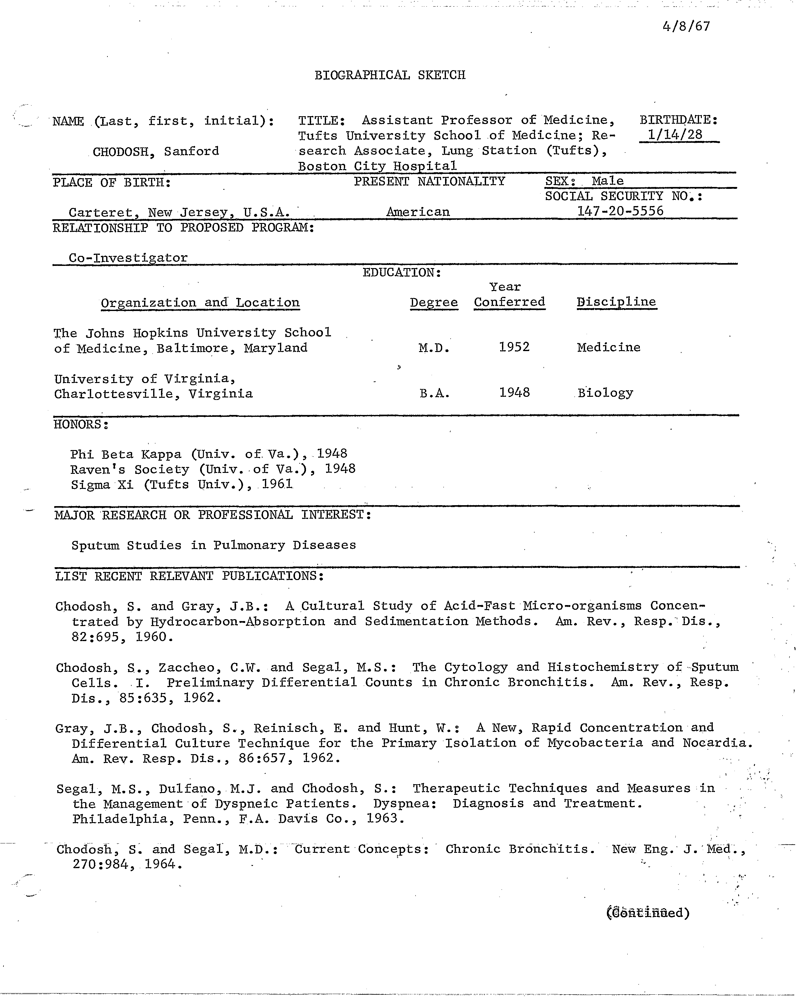 4/8/67
BIOGRAPHICAL SKETCH
NAME (Last, first, initial):
CHODOSH, Sanford
TITLE: Assistant Professor of Medicine,
Tufts University School of Medicine; Re-
search Associate, Lung Station (Tufts),
Boston City Hospital
BIRTHDATE:
1/14/28
PLACE OF BIRTH:
Carteret, New Jersey, U.S.A.
PRESENT NATIONALITY
American
SEX: Male
SOCIAL SECURITY NO.:
147-20-5556
RELATIONSHIP TO PROPOSED PROGRAM:
Co-Investigator
EDUCATION:
Organization and Location Degree Year Conferred Discipline
The Johns Hopkins University School
of Medicine, Baltimore, Maryland M.D. 1952 Medicine
University of Virginia,
Charlottesville, Virginia B.A. 1948 Biology
HONORS:
Phi Beta Kappa (Univ. of Va.), 1948
Raven's Society (Univ. of Va.), 1948
Sigma Xi (Tufts Univ.), 1961
MAJOR RESEARCH OR PROFESSIONAL INTEREST:
Sputum Studies in Pulmonary Diseases
LIST RECENT RELEVANT PUBLICATIONS:
Chodosh, S. and Gray, J.B.: A Cultural Study of Acid-Fast Micro-organisms Concen-
trated by Hydrocarbon-Absorption and Sedimentation Methods. Am. Rev., Resp. Dis.,
82:695, 1960.
Chodosh, S., Zaccheo, C.W. and Segal, M.S.: The Cytology and Histochemistry of Sputum
Cells. I. Preliminary Differential Counts in Chronic Bronchitis. Am. Rev., Resp.
Dis., 85:635, 1962.
Gray, J.B., Chodosh, S., Reinisch, E. and Hunt, W.: A New, Rapid Concentration and
Differential Culture Technique for the Primary Isolation of Mycobacteria and Nocardia.
Am. Rev. Resp. Dis., 86:657, 1962.
Segal, M.S., Dulfano, M.J. and Chodosh, S.: Therapeutic Techniques and Measures in
the Management of Dyspneic Patients. Dyspnea: Diagnosis and Treatment.
Philadelphia, Penn., F.A. Davis Co., 1963.
Chodosh, S. and Segal, M.D.: Current Concepts: Chronic Bronchitis. New Eng. J. Med.,
270:984, 1964.
(Continued)